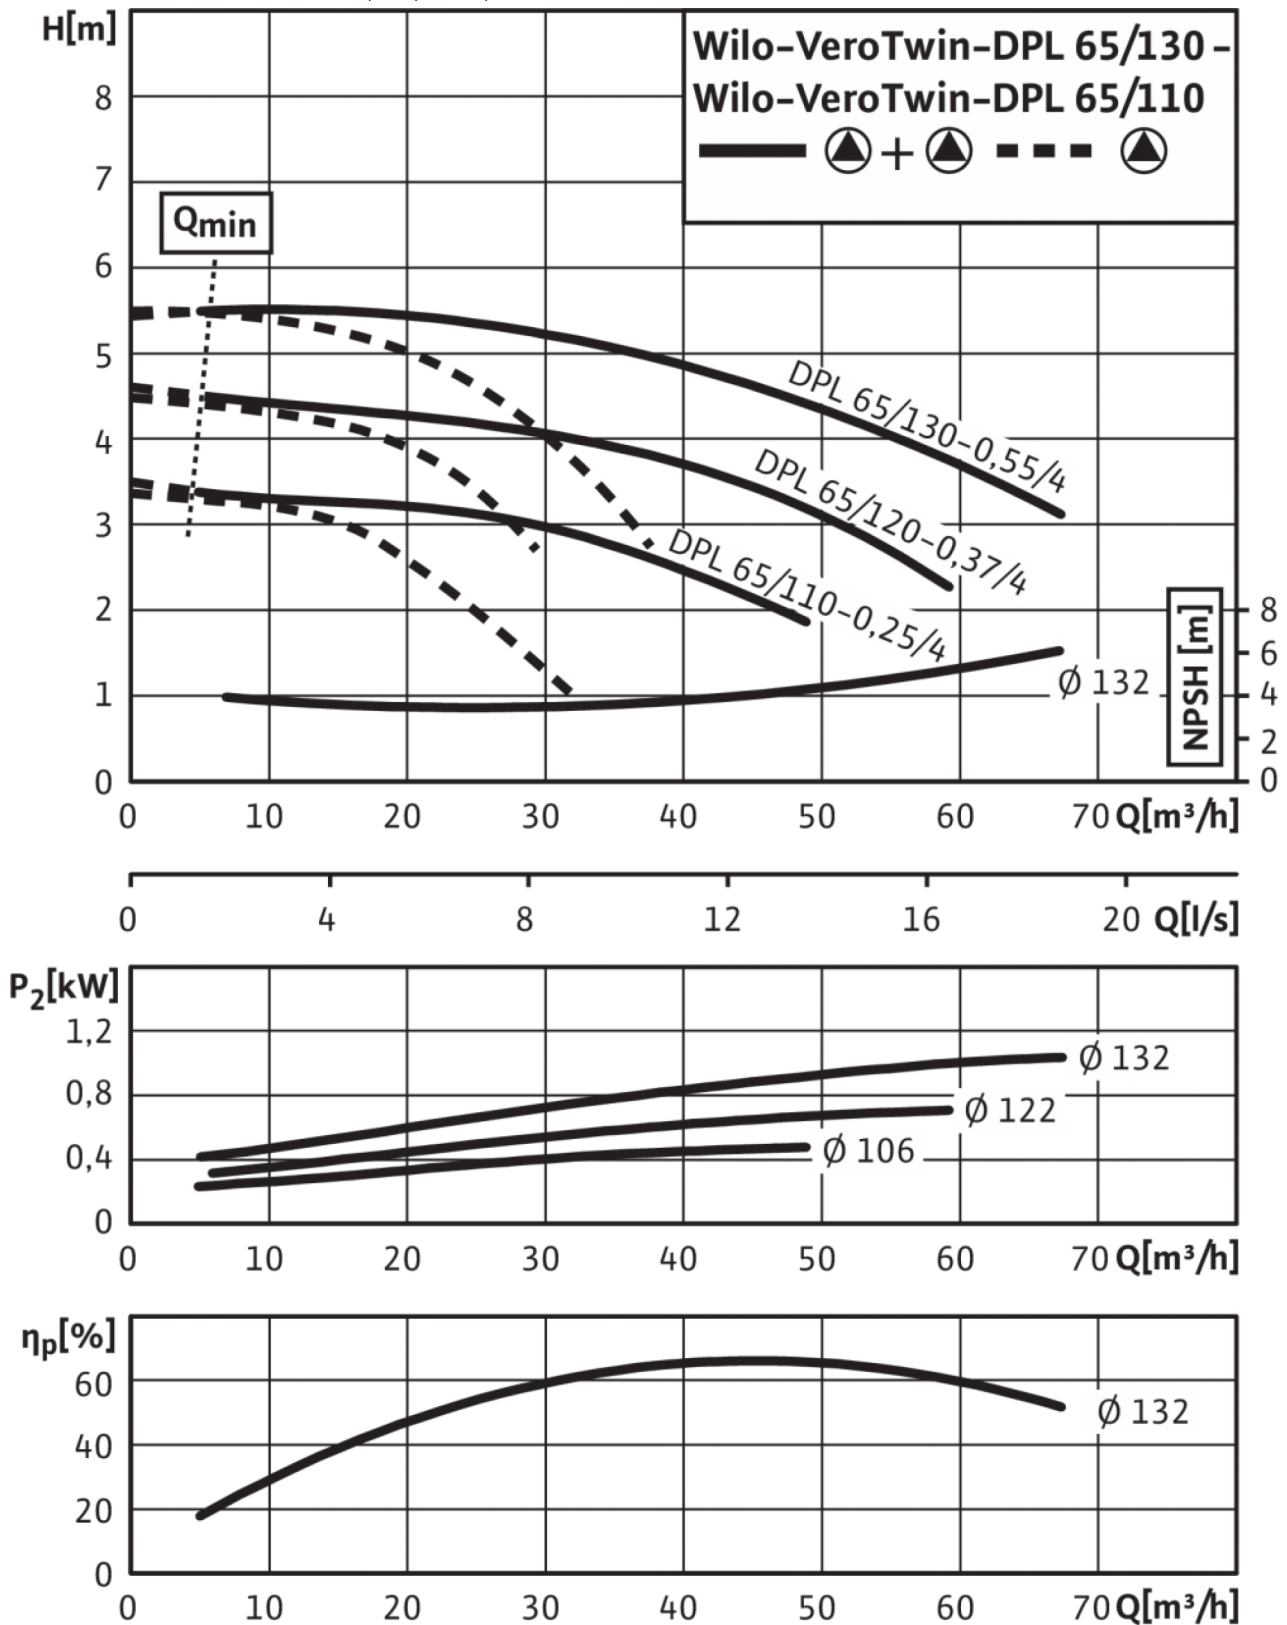 H[m]
Wilo-VeroTwin-DPL 65/130 -
Wilo-VeroTwin-DPL 65/110
+
8
7
6
5
4
3
2
1
0
Qmin
DPL 65/130-0,55/4
DPL 65/120-0,37/4
DPL 65/110-0,25/4
Ø 132
NPSH [m]
8
6
4
2
0
0 10 20 30 40 50 60 70 Q[m³/h]
0 4 8 12 16 20 Q[l/s]
P₂[kW]
1,2
0,8
0,4
0
Ø 132
Ø 122
Ø 106
0 10 20 30 40 50 60 70 Q[m³/h]
ηp[%]
60
40
20
0
Ø 132
0 10 20 30 40 50 60 70 Q[m³/h]